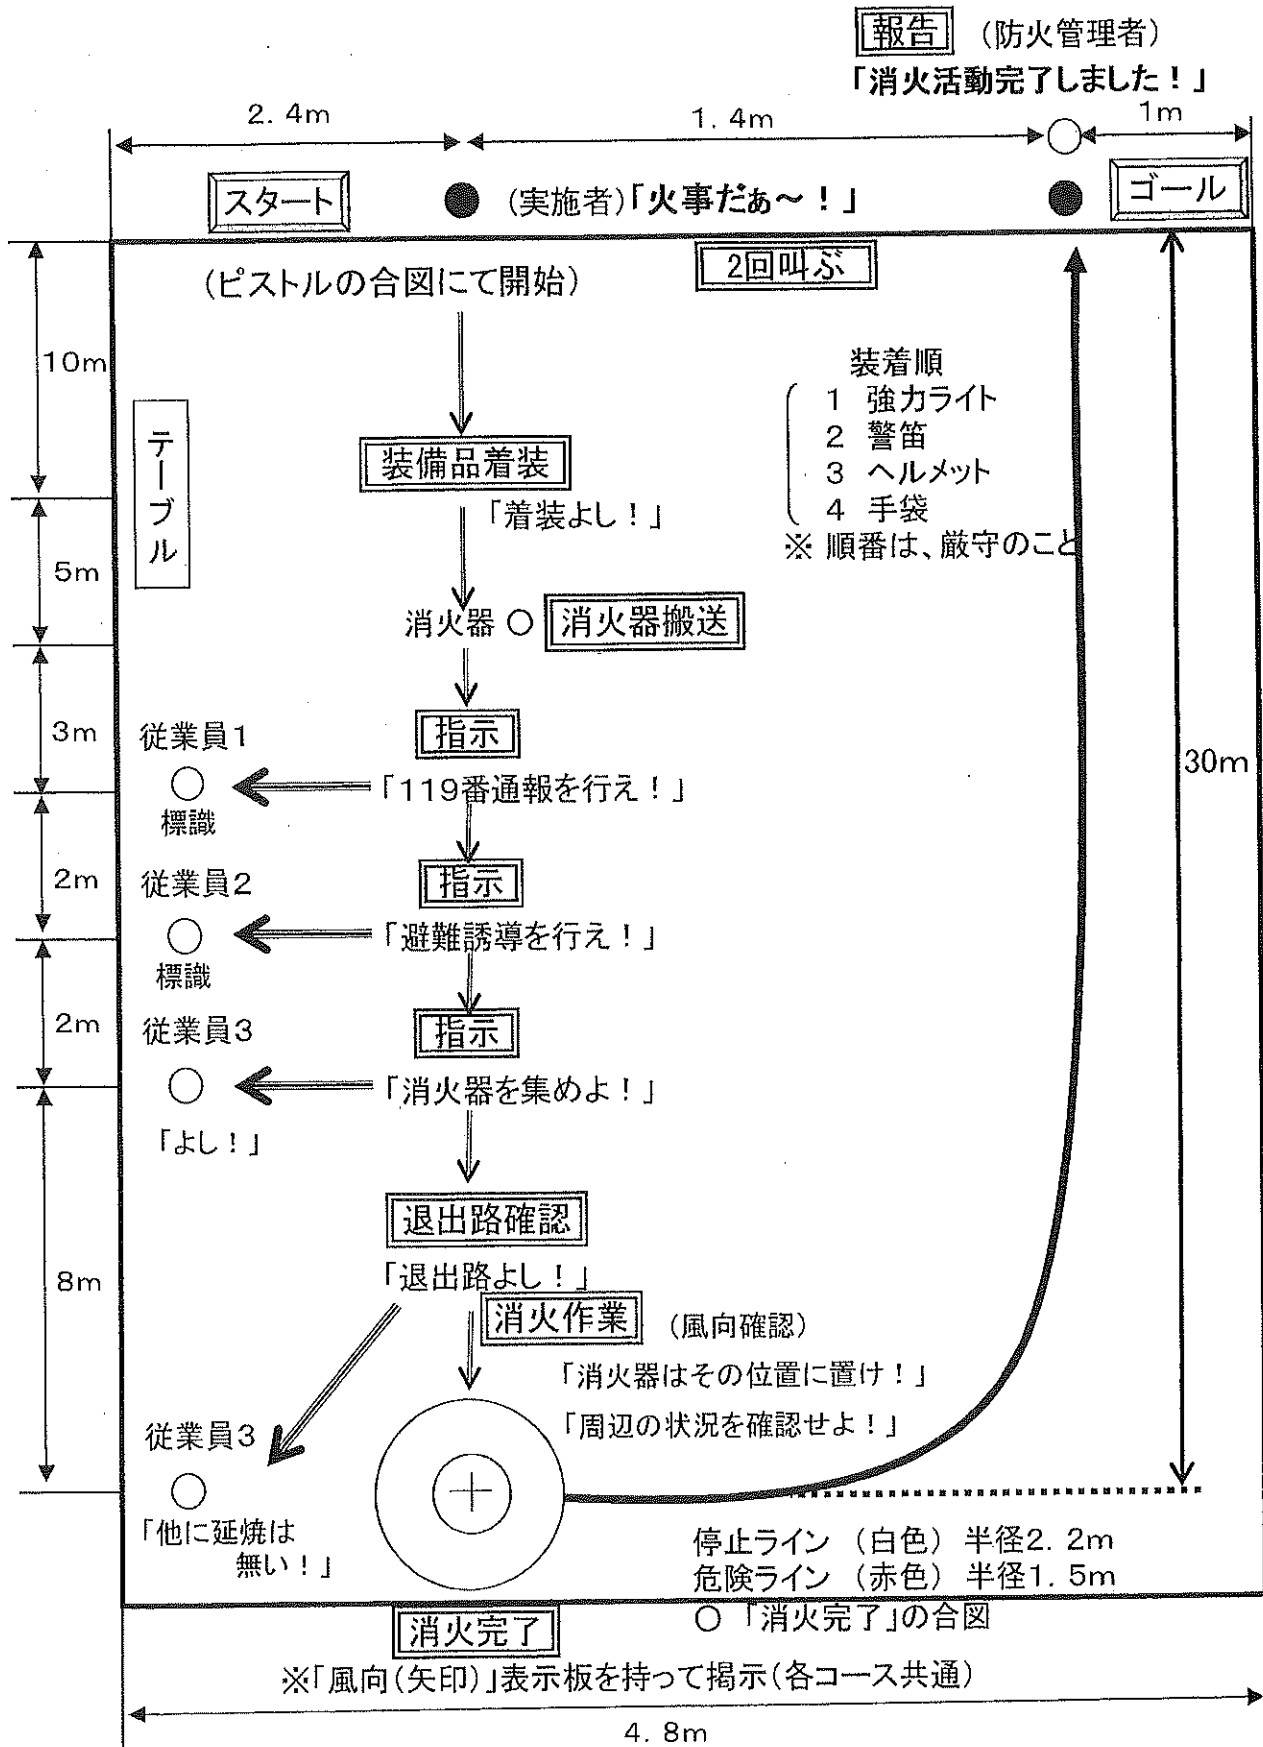 報告 （防火管理者）
「消火活動完了しました！」
2．4m 1．4m 1m
スタート (実施者)「火事だぁ～！」 ゴール
(ピストルの合図にて開始) 2回叫ぶ
10m
装着順
1 強力ライト
2 警笛
3 ヘルメット
4 手袋
※ 順番は、厳守のこと
テーブル
装備品着装
「着装よし！」
5m
消火器 ○ 消火器搬送
3m
指示
従業員1
「119番通報を行え！」
標識
30m
2m
指示
従業員2
「避難誘導を行え！」
標識
2m
指示
従業員3
「消火器を集めよ！」
「よし！」
退出路確認
「退出路よし！」
8m
消火作業 (風向確認)
「消火器はその位置に置け！」
「周辺の状況を確認せよ！」
従業員3
「他に延焼は
無い！」
停止ライン （白色） 半径2．2m
危険ライン （赤色） 半径1．5m
○ 「消火完了」の合図
消火完了
※「風向(矢印)」表示板を持って掲示(各コース共通)
4．8m